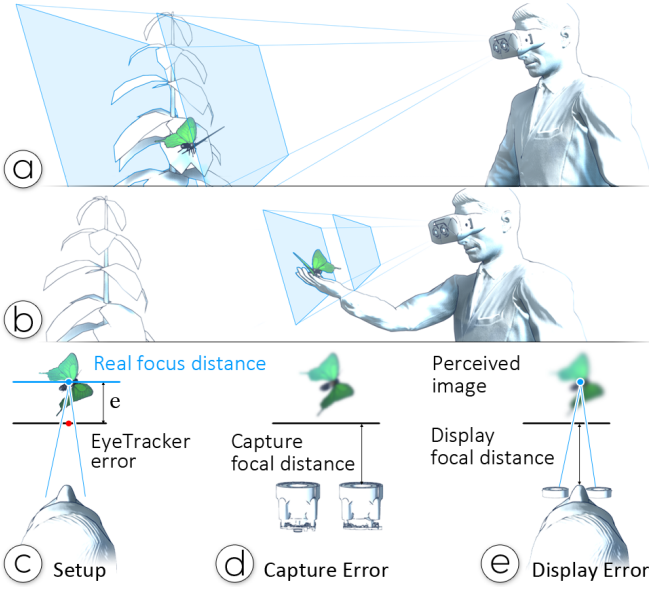 a
b
Real focus distance
e
EyeTracker
error
Capture
focal distance
Perceived
image
Display
focal distance
c Setup
d Capture Error
e Display Error